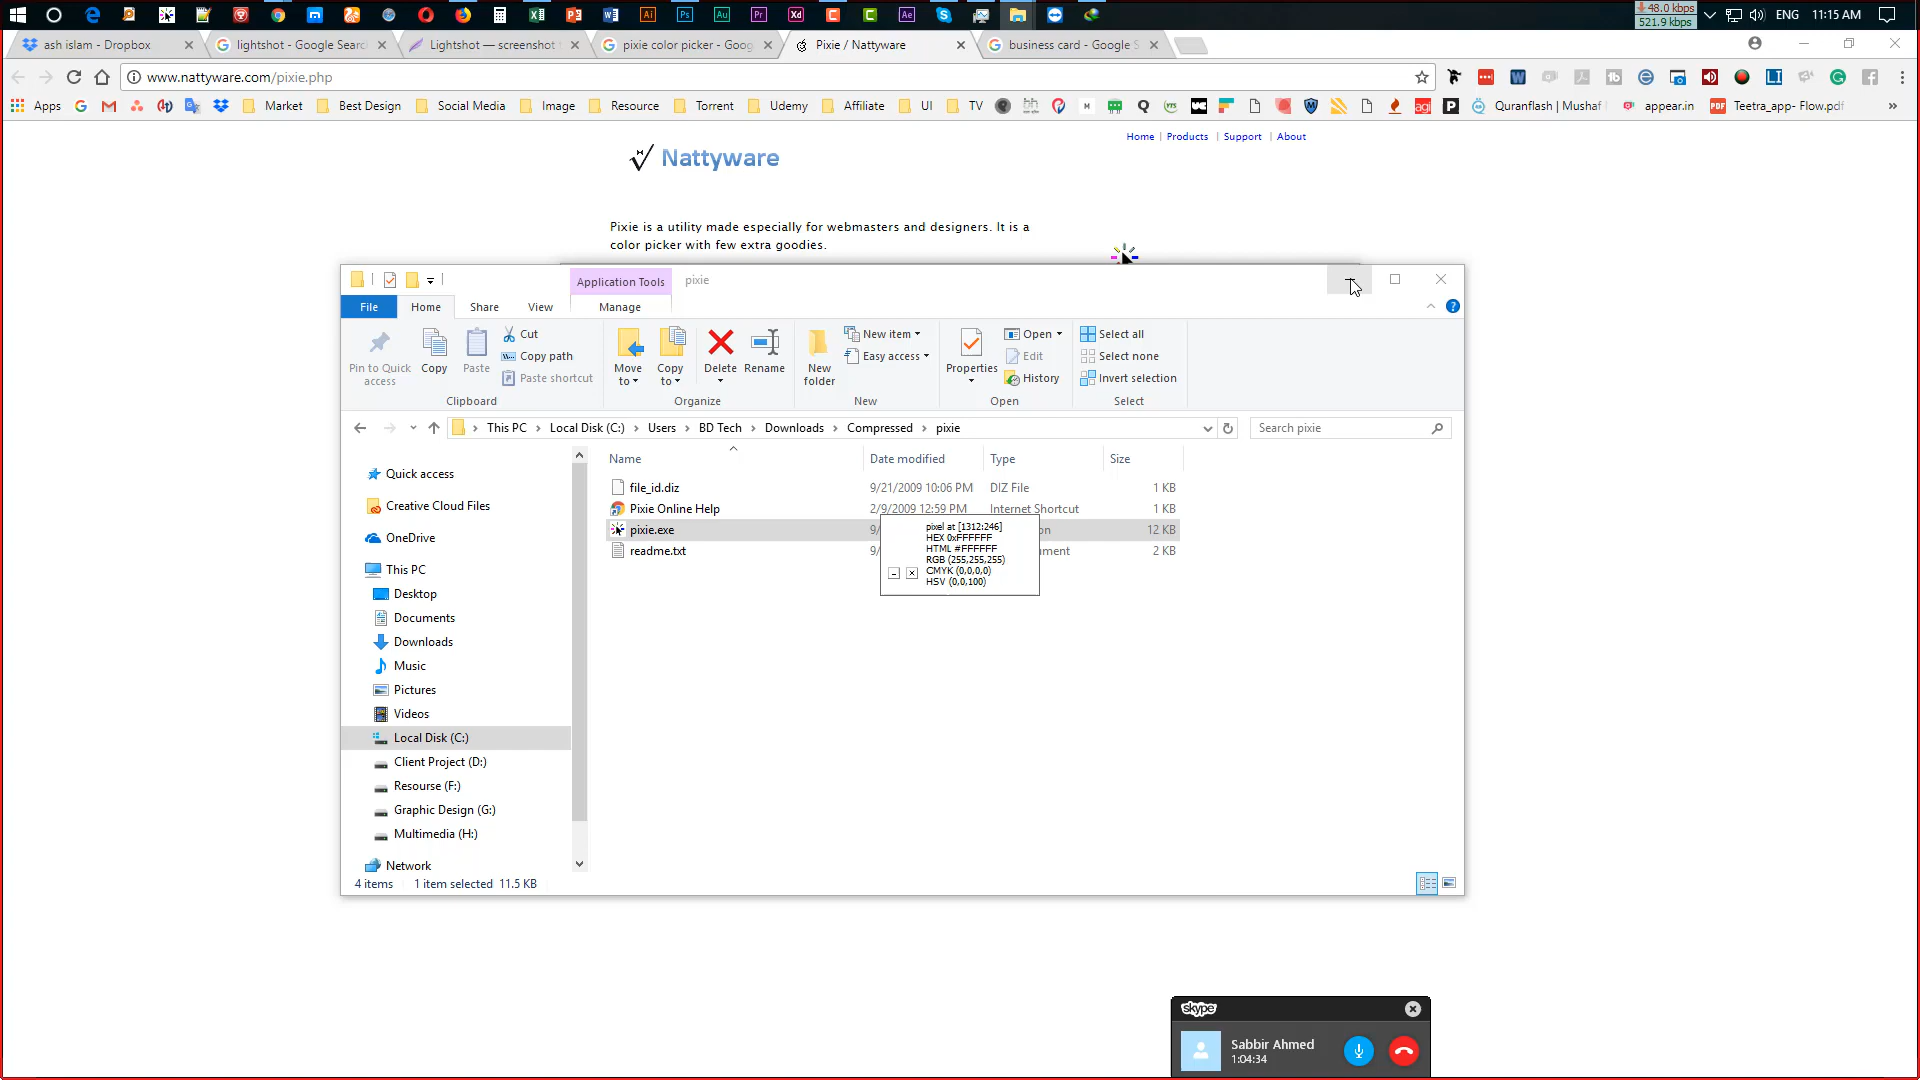 48.0 kbps
521.9 kbps
ENG
11:15 AM
ash islam - Dropbox
lightshot - Google Searc
Lightshot — screenshot t
pixie color picker - Goog
Pixie / Nattyware
business card - Google S
www.nattyware.com/pixie.php
Apps
Market
Best Design
Social Media
Image
Resource
Torrent
Udemy
Affiliate
UI
TV
Quranflash | Mushaf
appear.in
Teetra_app- Flow.pdf
Home | Products | Support | About
Nattyware
Pixie is a utility made especially for webmasters and designers. It is a
color picker with few extra goodies.
Application Tools
pixie
File
Home
Share
View
Manage
Pin to Quick
access
Copy
Paste
Cut
Copy path
Paste shortcut
Clipboard
Move
to
Copy
to
Delete
Rename
Organize
New
folder
New item
Easy access
New
Properties
Open
Edit
History
Open
Select all
Select none
Invert selection
Select
This PC
Local Disk (C:)
Users
BD Tech
Downloads
Compressed
pixie
Search pixie
Name
Date modified
Type
Size
file_id.diz
9/21/2009 10:06 PM
DIZ File
1 KB
Pixie Online Help
2/9/2009 12:59 PM
Internet Shortcut
1 KB
pixie.exe
9/
on
12 KB
readme.txt
9/
ument
2 KB
pixel at [1312:246]
HEX 0xFFFFFF
HTML #FFFFFF
RGB (255,255,255)
CMYK (0,0,0,0)
HSV (0,0,100)
Quick access
Creative Cloud Files
OneDrive
This PC
Desktop
Documents
Downloads
Music
Pictures
Videos
Local Disk (C:)
Client Project (D:)
Resourse (F:)
Graphic Design (G:)
Multimedia (H:)
Network
4 items
1 item selected
11.5 KB
skype
Sabbir Ahmed
1:04:34